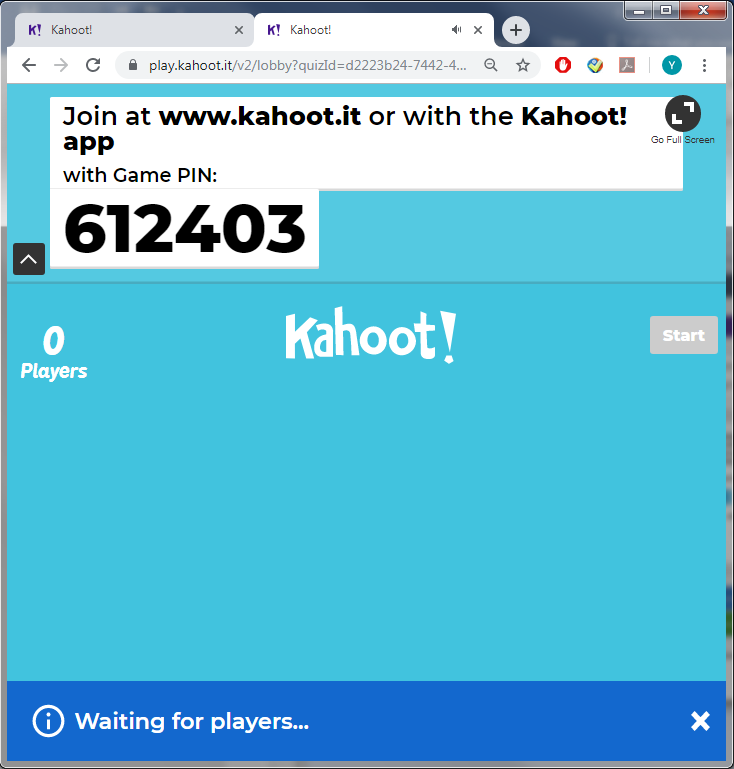 Kahoot!
Kahoot!
play.kahoot.it/v2/lobby?quizId=d2223b24-7442-4...
Y
Join at www.kahoot.it or with the Kahoot!
app
with Game PIN:
612403
Go Full Screen
0
Players
Kahoot!
Start
Waiting for players...